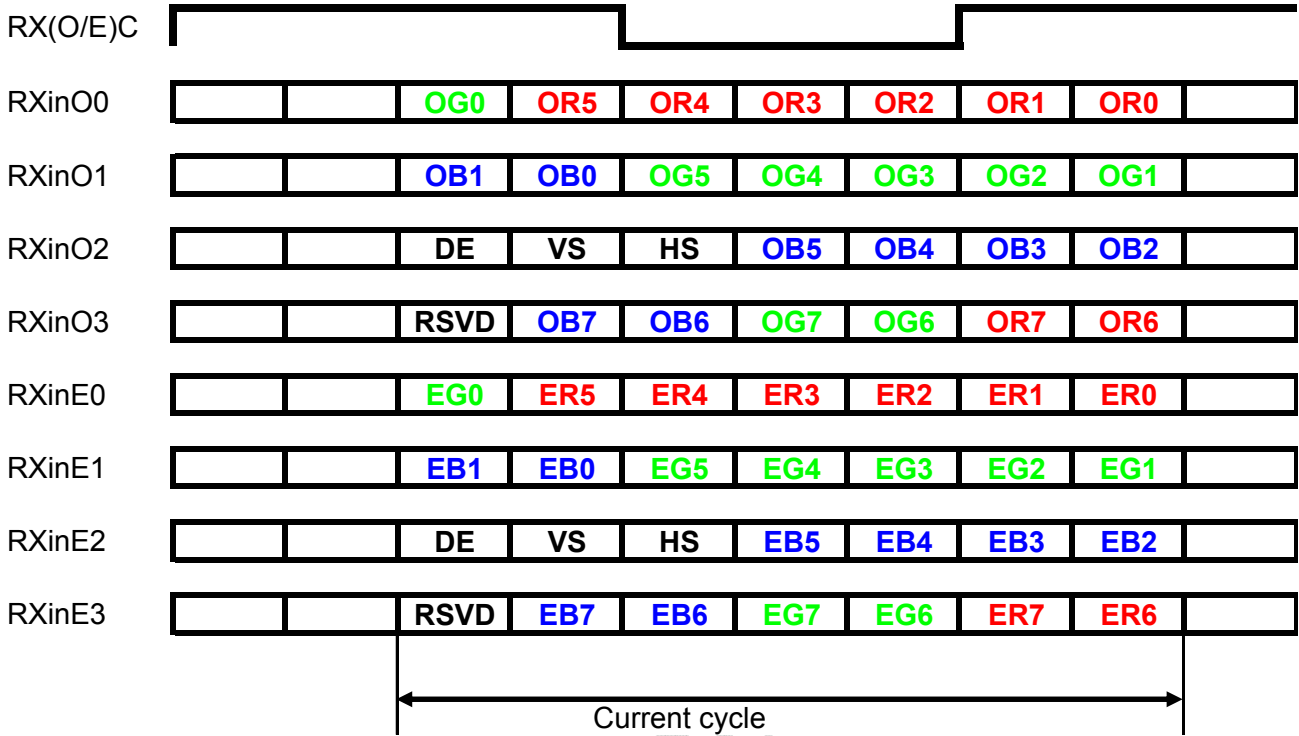 RX(O/E)C
RXinO0 OG0 OR5 OR4 OR3 OR2 OR1 OR0
RXinO1 OB1 OB0 OG5 OG4 OG3 OG2 OG1
RXinO2 DE VS HS OB5 OB4 OB3 OB2
RXinO3 RSVD OB7 OB6 OG7 OG6 OR7 OR6
RXinE0 EG0 ER5 ER4 ER3 ER2 ER1 ER0
RXinE1 EB1 EB0 EG5 EG4 EG3 EG2 EG1
RXinE2 DE VS HS EB5 EB4 EB3 EB2
RXinE3 RSVD EB7 EB6 EG7 EG6 ER7 ER6
Current cycle